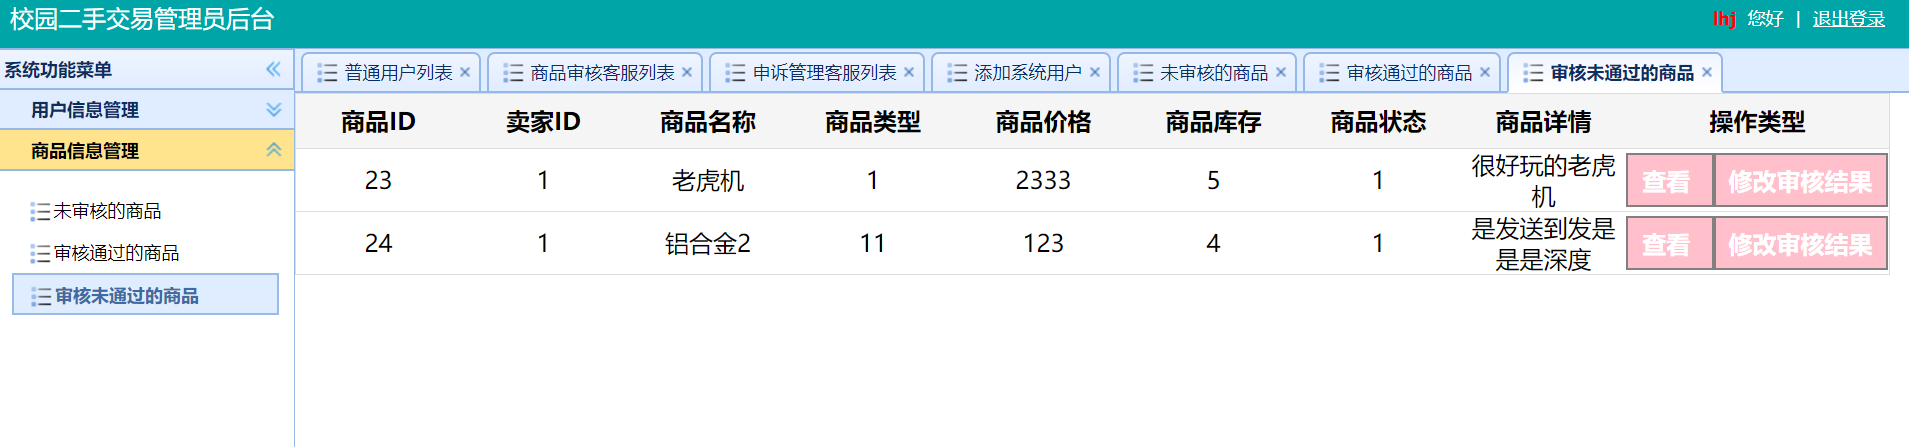 校园二手交易管理员后台
lhj 您好 | 退出登录
系统功能菜单
普通用户列表 商品审核客服列表 申诉管理客服列表 添加系统用户 未审核的商品 审核通过的商品 审核未通过的商品
用户信息管理
商品信息管理
未审核的商品
审核通过的商品
审核未通过的商品
商品ID 卖家ID 商品名称 商品类型 商品价格 商品库存 商品状态 商品详情 操作类型
23 1 老虎机 1 2333 5 1 很好玩的老虎
机 查看 修改审核结果
24 1 铝合金2 11 123 4 1 是发送到发是
是是深度 查看 修改审核结果